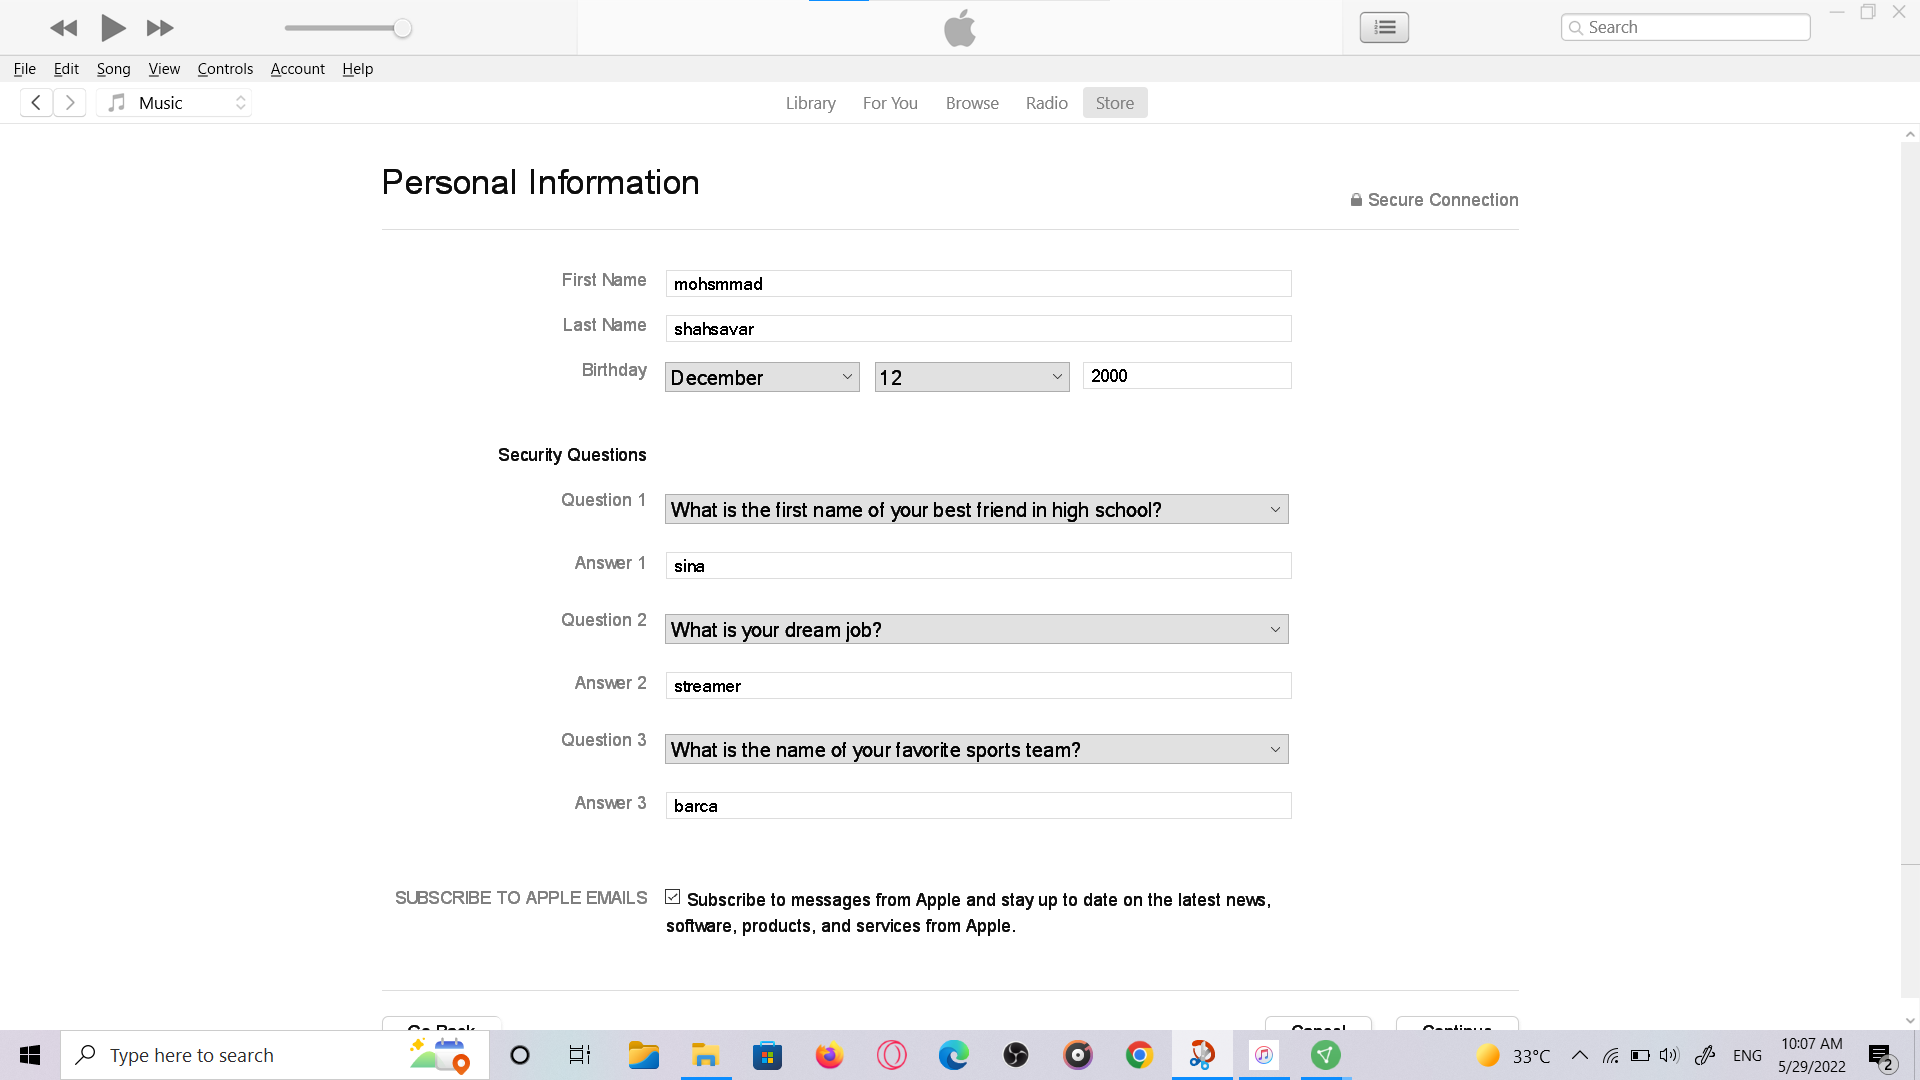 Search
File Edit Song View Controls Account Help
Music
Library For You Browse Radio Store
Personal Information
Secure Connection
First Name mohsmmad
Last Name shahsavar
Birthday December 12 2000
Security Questions
Question 1 What is the first name of your best friend in high school?
Answer 1 sina
Question 2 What is your dream job?
Answer 2 streamer
Question 3 What is the name of your favorite sports team?
Answer 3 barca
SUBSCRIBE TO APPLE EMAILS Subscribe to messages from Apple and stay up to date on the latest news,
software, products, and services from Apple.
Go Back Cancel Continue
Type here to search
33°C ENG 10:07 AM
5/29/2022 2